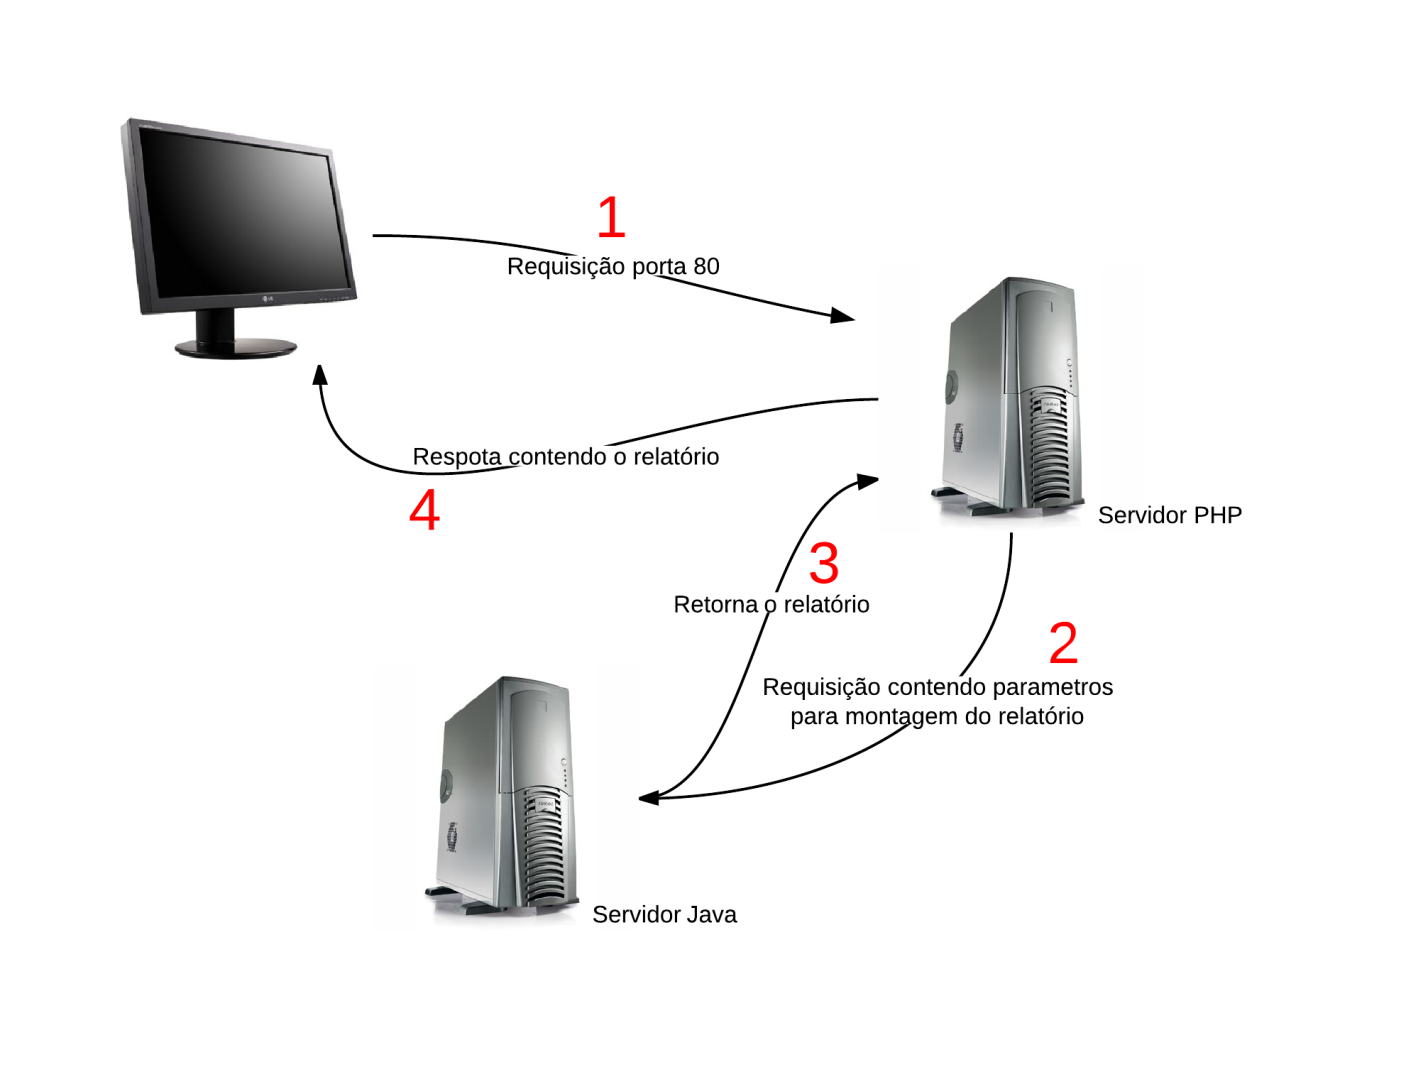 1
Requisição porta 80
Respota contendo o relatório
4
Servidor PHP
3
Retorna o relatório
2
Requisição contendo parametros
para montagem do relatório
Servidor Java
LG